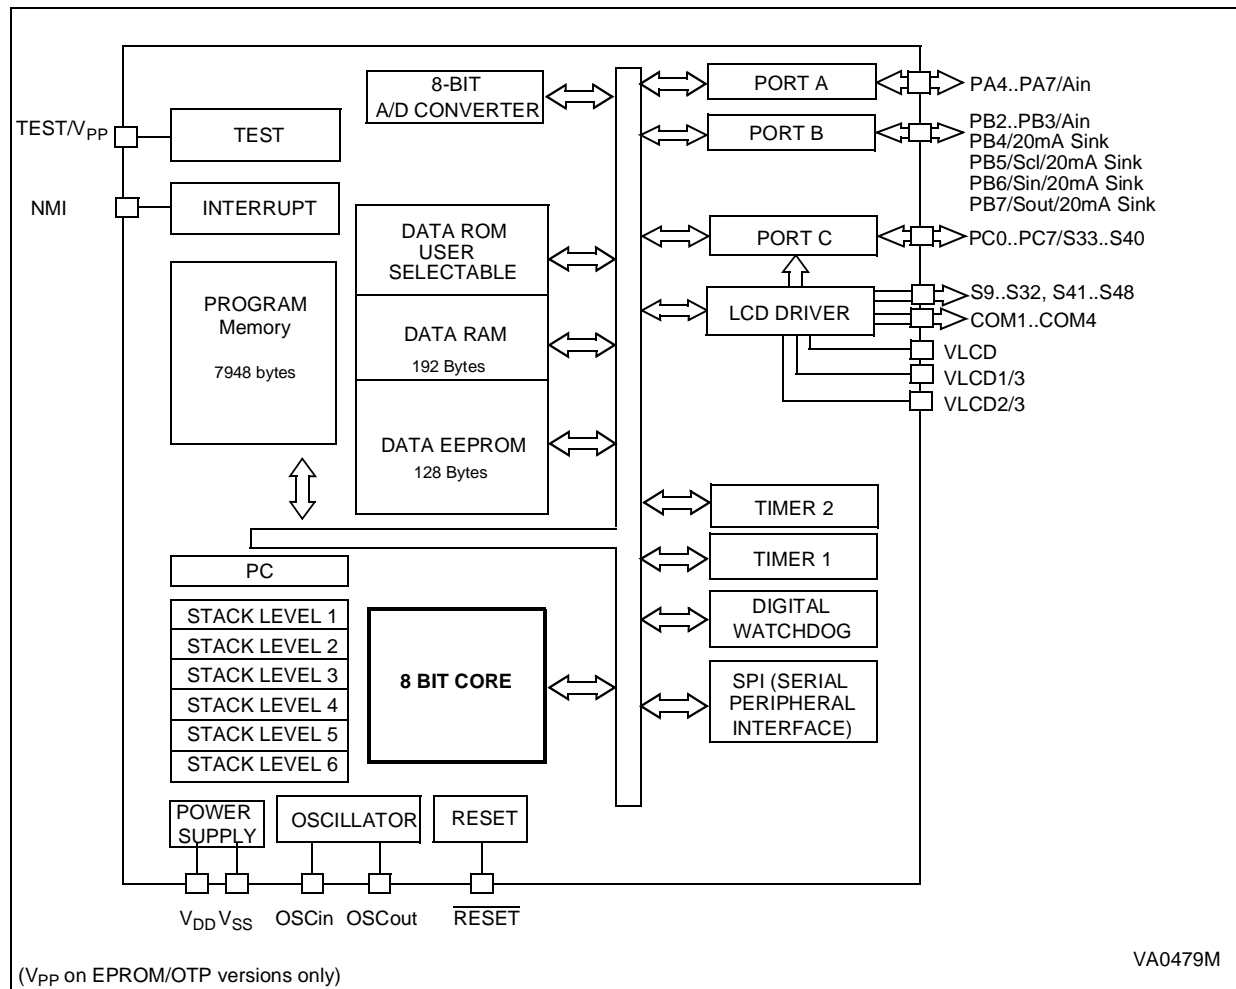 8-BIT
A/D CONVERTER
PORT A
PA4..PA7/Ain
TEST/VPP
TEST
PORT B
PB2..PB3/Ain
PB4/20mA Sink
PB5/Scl/20mA Sink
PB6/Sin/20mA Sink
PB7/Sout/20mA Sink
NMI
INTERRUPT
DATA ROM
USER
SELECTABLE
PORT C
PC0..PC7/S33..S40
PROGRAM
Memory
7948 bytes
DATA RAM
192 Bytes
LCD DRIVER
S9..S32, S41..S48
COM1..COM4
VLCD
VLCD1/3
VLCD2/3
DATA EEPROM
128 Bytes
TIMER 2
TIMER 1
PC
STACK LEVEL 1
STACK LEVEL 2
STACK LEVEL 3
STACK LEVEL 4
STACK LEVEL 5
STACK LEVEL 6
8 BIT CORE
DIGITAL
WATCHDOG
SPI (SERIAL
PERIPHERAL
INTERFACE)
POWER
SUPPLY
OSCILLATOR
RESET
VDD VSS
OSCin OSCout
RESET
(VPP on EPROM/OTP versions only)
VA0479M